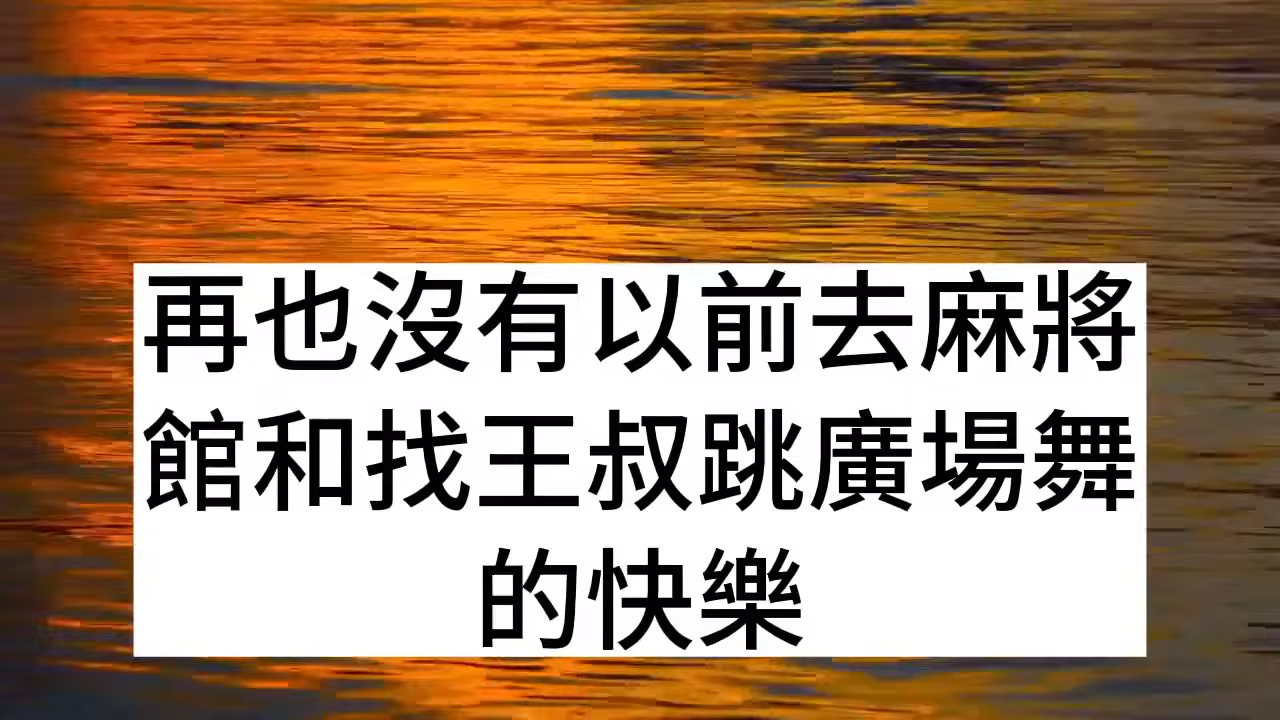 再也沒有以前去麻將
館和找王叔跳廣場舞
的快樂